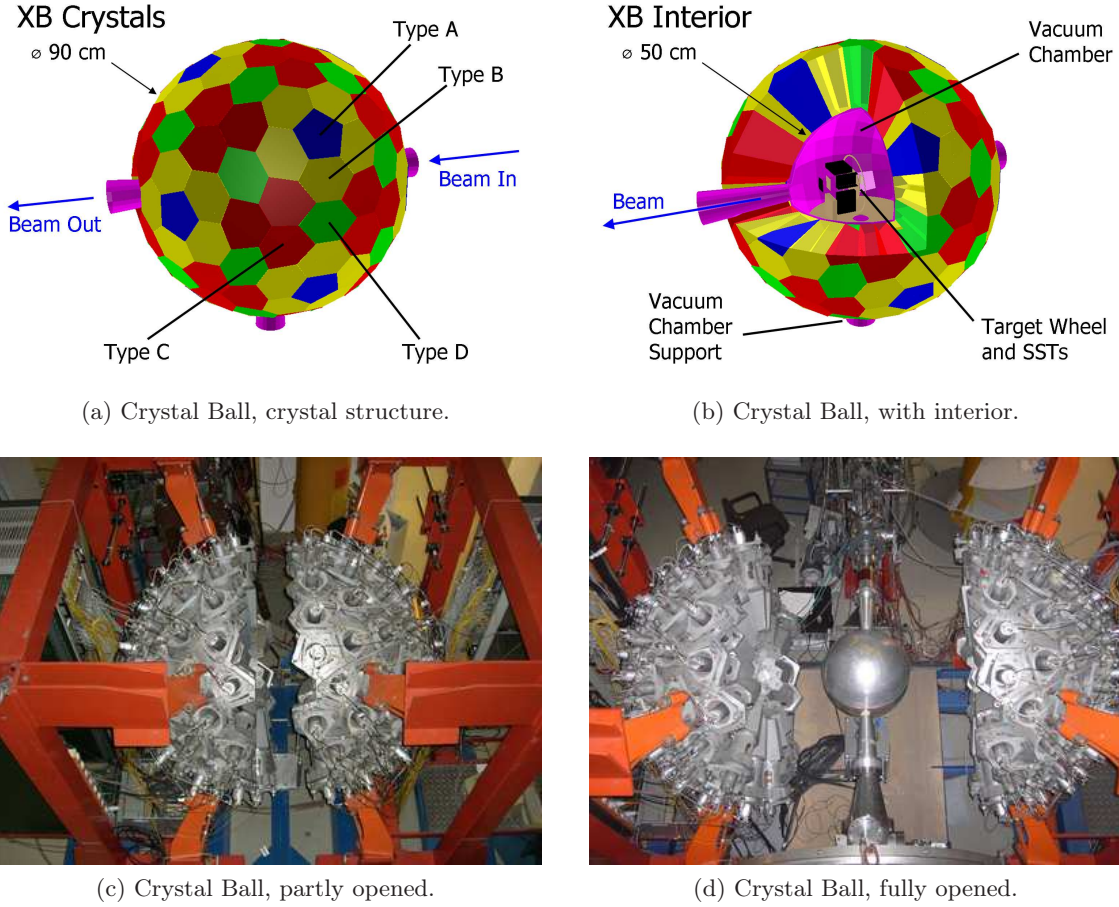 XB Crystals
⌀ 90 cm
Type A
Type B
Beam In
Beam Out
Type C
Type D
(a) Crystal Ball, crystal structure.
XB Interior
⌀ 50 cm
Vacuum
Chamber
Beam
Vacuum
Chamber
Support
Target Wheel
and SSTs
(b) Crystal Ball, with interior.
(c) Crystal Ball, partly opened.
(d) Crystal Ball, fully opened.